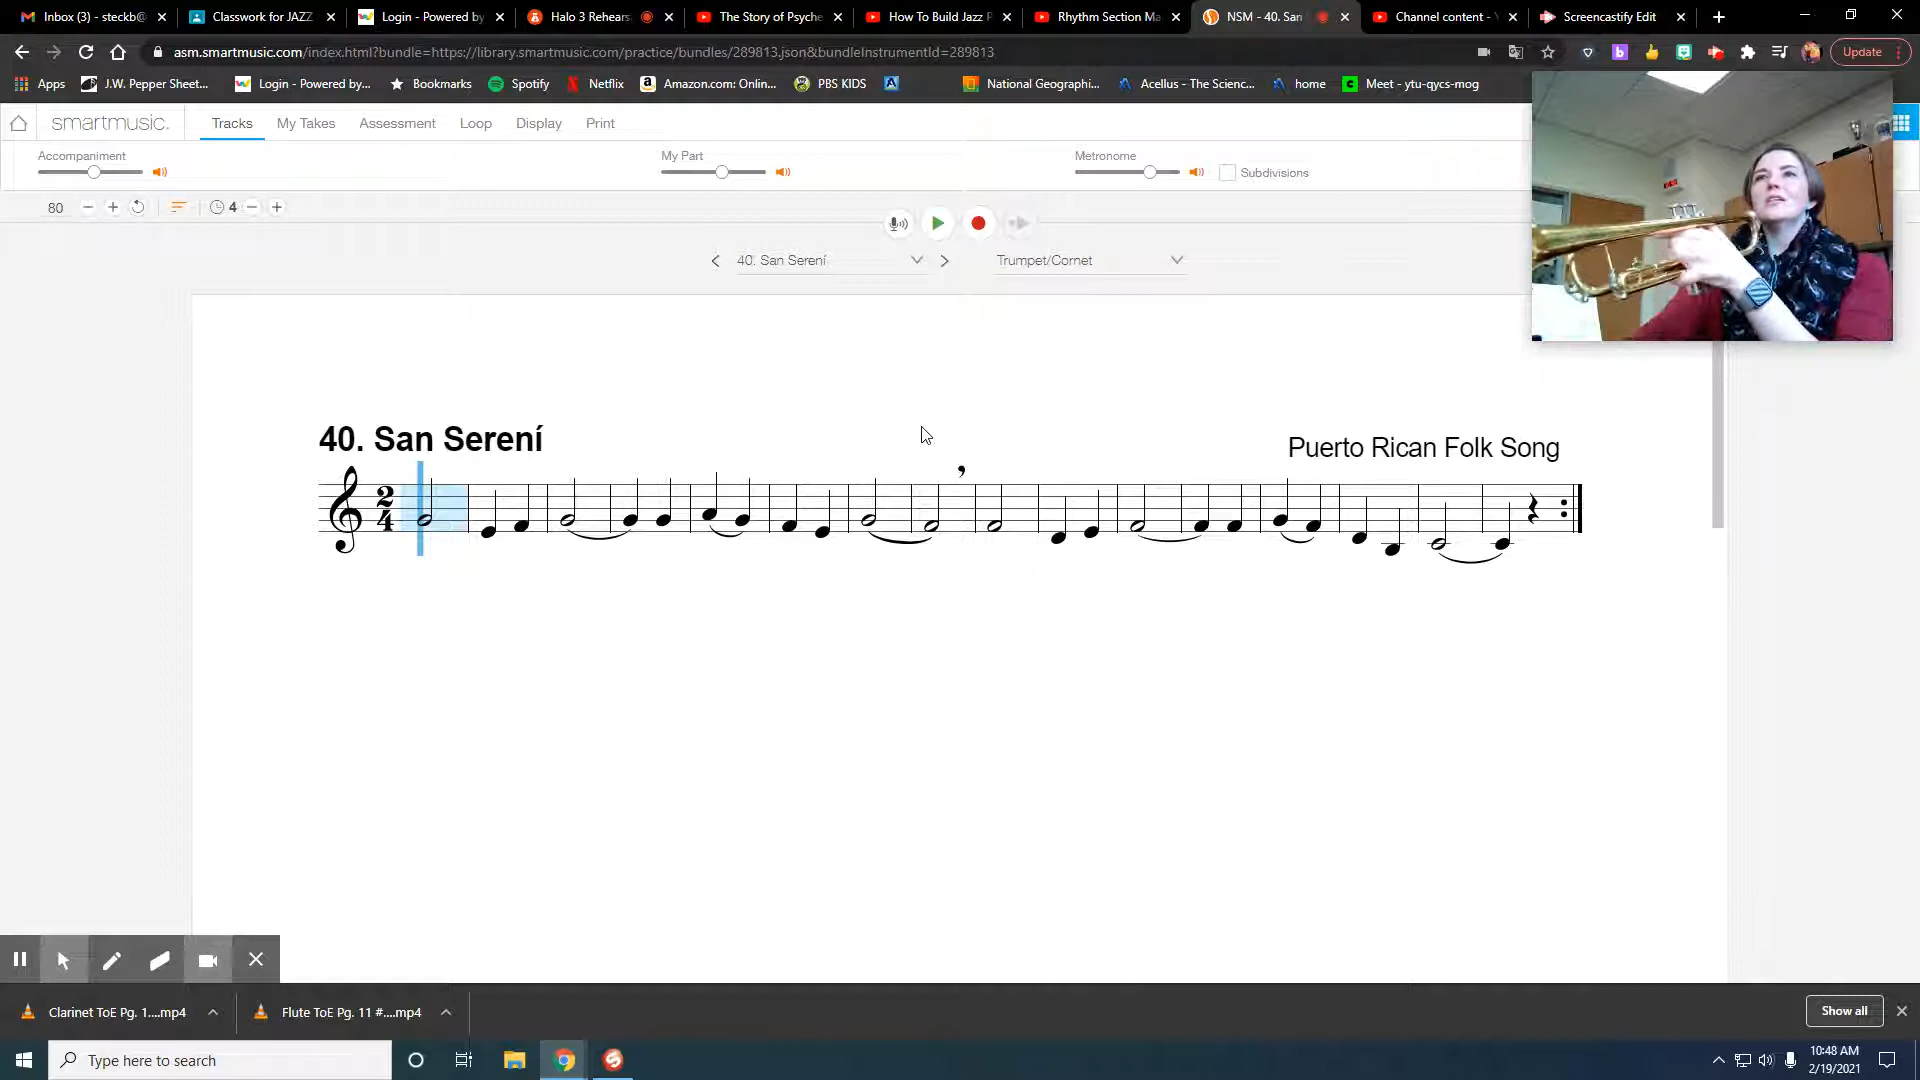 Inbox (3) - steckb@
Classwork for JAZZ
Login - Powered by
Halo 3 Rehears
The Story of Psyche
How To Build Jazz P
Rhythm Section Ma
NSM - 40. San
Channel content -
Screencastify Edit
asm.smartmusic.com/index.html?bundle=https://library.smartmusic.com/practice/bundles/289813.json&bundleInstrumentId=289813
Update
Apps
J.W. Pepper Sheet...
Login - Powered by...
Bookmarks
Spotify
Netflix
Amazon.com: Onlin...
PBS KIDS
National Geographi...
Acellus - The Scienc...
home
Meet - ytu-qycs-mog
smartmusic.
Tracks
My Takes
Assessment
Loop
Display
Print
Accompaniment
My Part
Metronome
Subdivisions
80
4
40. San Serení
Trumpet/Cornet
40. San Serení
Puerto Rican Folk Song
2
4
Clarinet ToE Pg. 1....mp4
Flute ToE Pg. 11 #....mp4
Show all
Type here to search
10:48 AM
2/19/2021